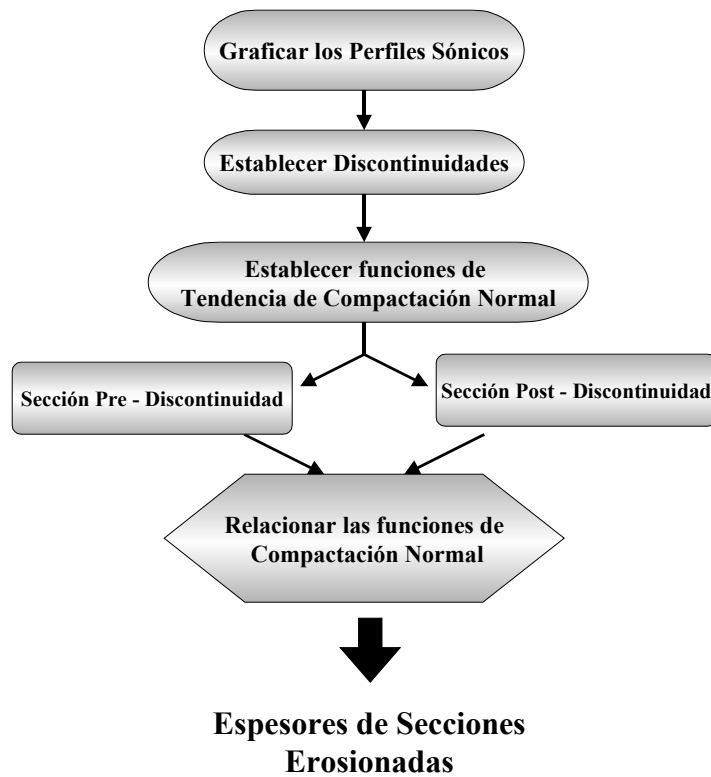 Graficar los Perfiles Sónicos
Establecer Discontinuidades
Establecer funciones de
Tendencia de Compactación Normal
Sección Pre - Discontinuidad
Sección Post - Discontinuidad
Relacionar las funciones de
Compactación Normal
Espesores de Secciones
Erosionadas